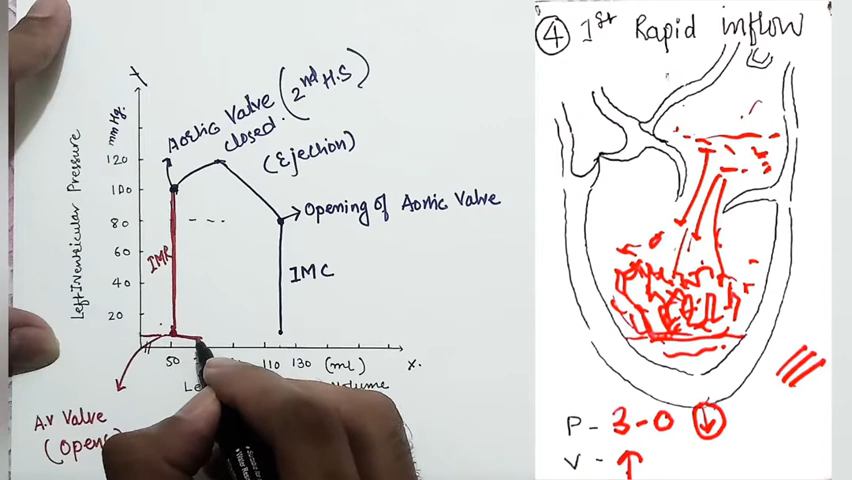 Aortic Valve
closed.
(2nd H.S)
(Ejection)
Opening of Aortic Valve
IMR
IMC
Left Ventricular Pressure
mm Hg.
120
100
80
60
40
20
50
110 130 (mL)
X.
A.V Valve
(Opens
④ 1st Rapid inflow
P - 3-0 ↓
V - ↑